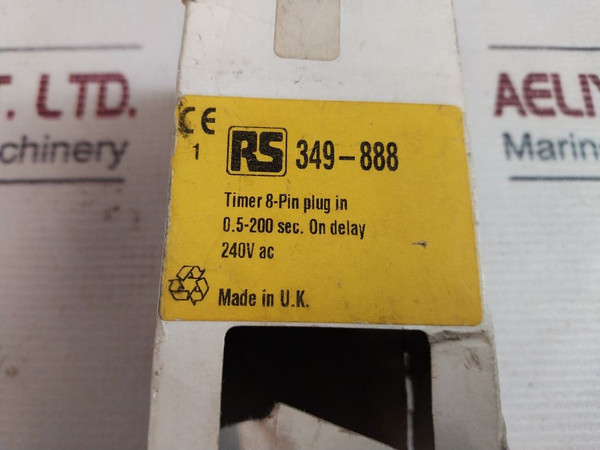 T. LTD.
chinery
AELIY
Marin
CE
1
RS 349-888
Timer 8-Pin plug in
0.5-200 sec. On delay
240V ac
Made in U.K.